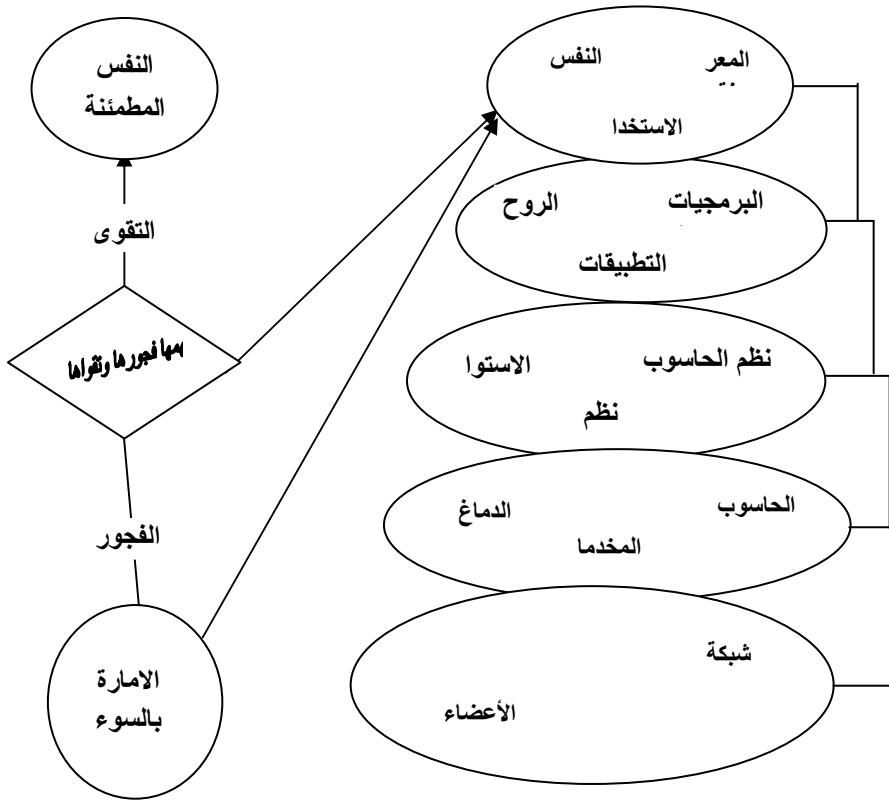 النفس
المطمئنة
التقوى
فجورها وتقواها
الفجور
الامارة
بالسوء
المعر النفس
الاستخدا
البرمجيات الروح
التطبيقات
نظم الحاسوب الاستوا
نظم
الحاسوب الدماغ
المخدما
شبكة
الأعضاء